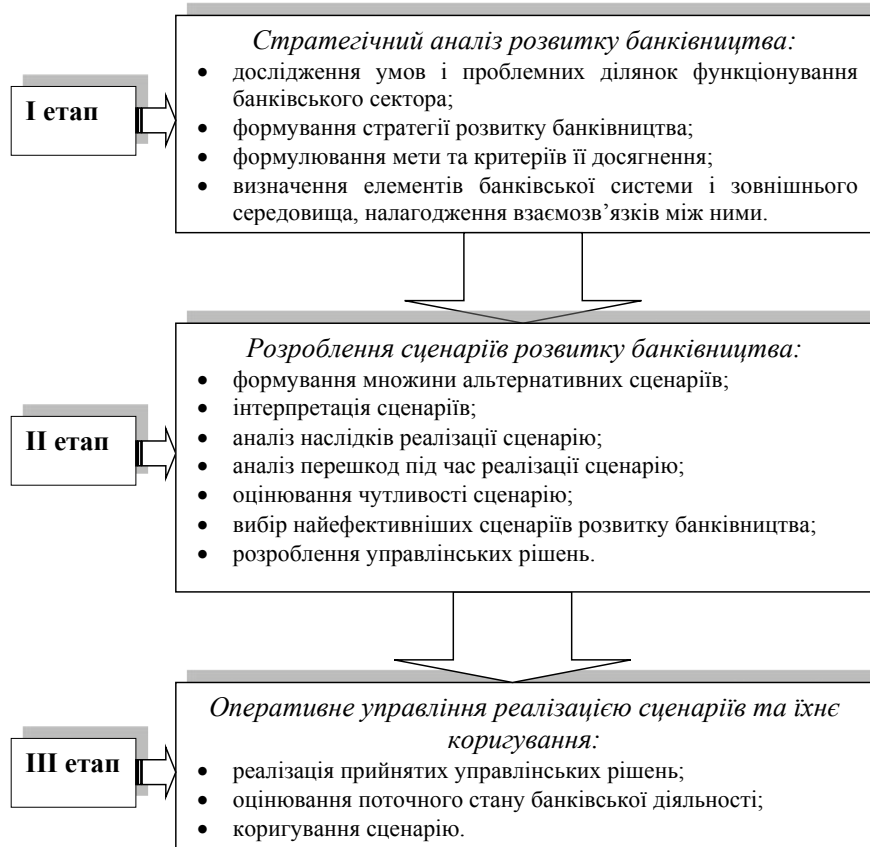 Стратегічний аналіз розвитку банківництва:
• дослідження умов і проблемних ділянок функціонування
банківського сектора;
• формування стратегії розвитку банківництва;
• формулювання мети та критеріїв її досягнення;
• визначення елементів банківської системи і зовнішнього
середовища, налагодження взаємозв’язків між ними.
І етап
Розроблення сценаріїв розвитку банківництва:
• формування множини альтернативних сценаріїв;
• інтерпретація сценаріїв;
• аналіз наслідків реалізації сценарію;
• аналіз перешкод під час реалізації сценарію;
• оцінювання чутливості сценарію;
• вибір найефективніших сценаріїв розвитку банківництва;
• розроблення управлінських рішень.
ІІ етап
Оперативне управління реалізацією сценаріїв та їхнє
коригування:
• реалізація прийнятих управлінських рішень;
• оцінювання поточного стану банківської діяльності;
• коригування сценарію.
ІІІ етап